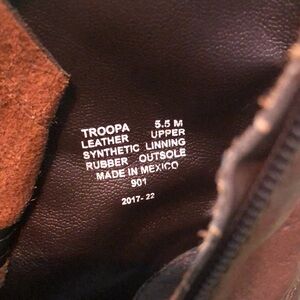 TROOPA 5.5 M
LEATHER UPPER
SYNTHETIC LINNING
RUBBER OUTSOLE
MADE IN MEXICO
901
2017-22